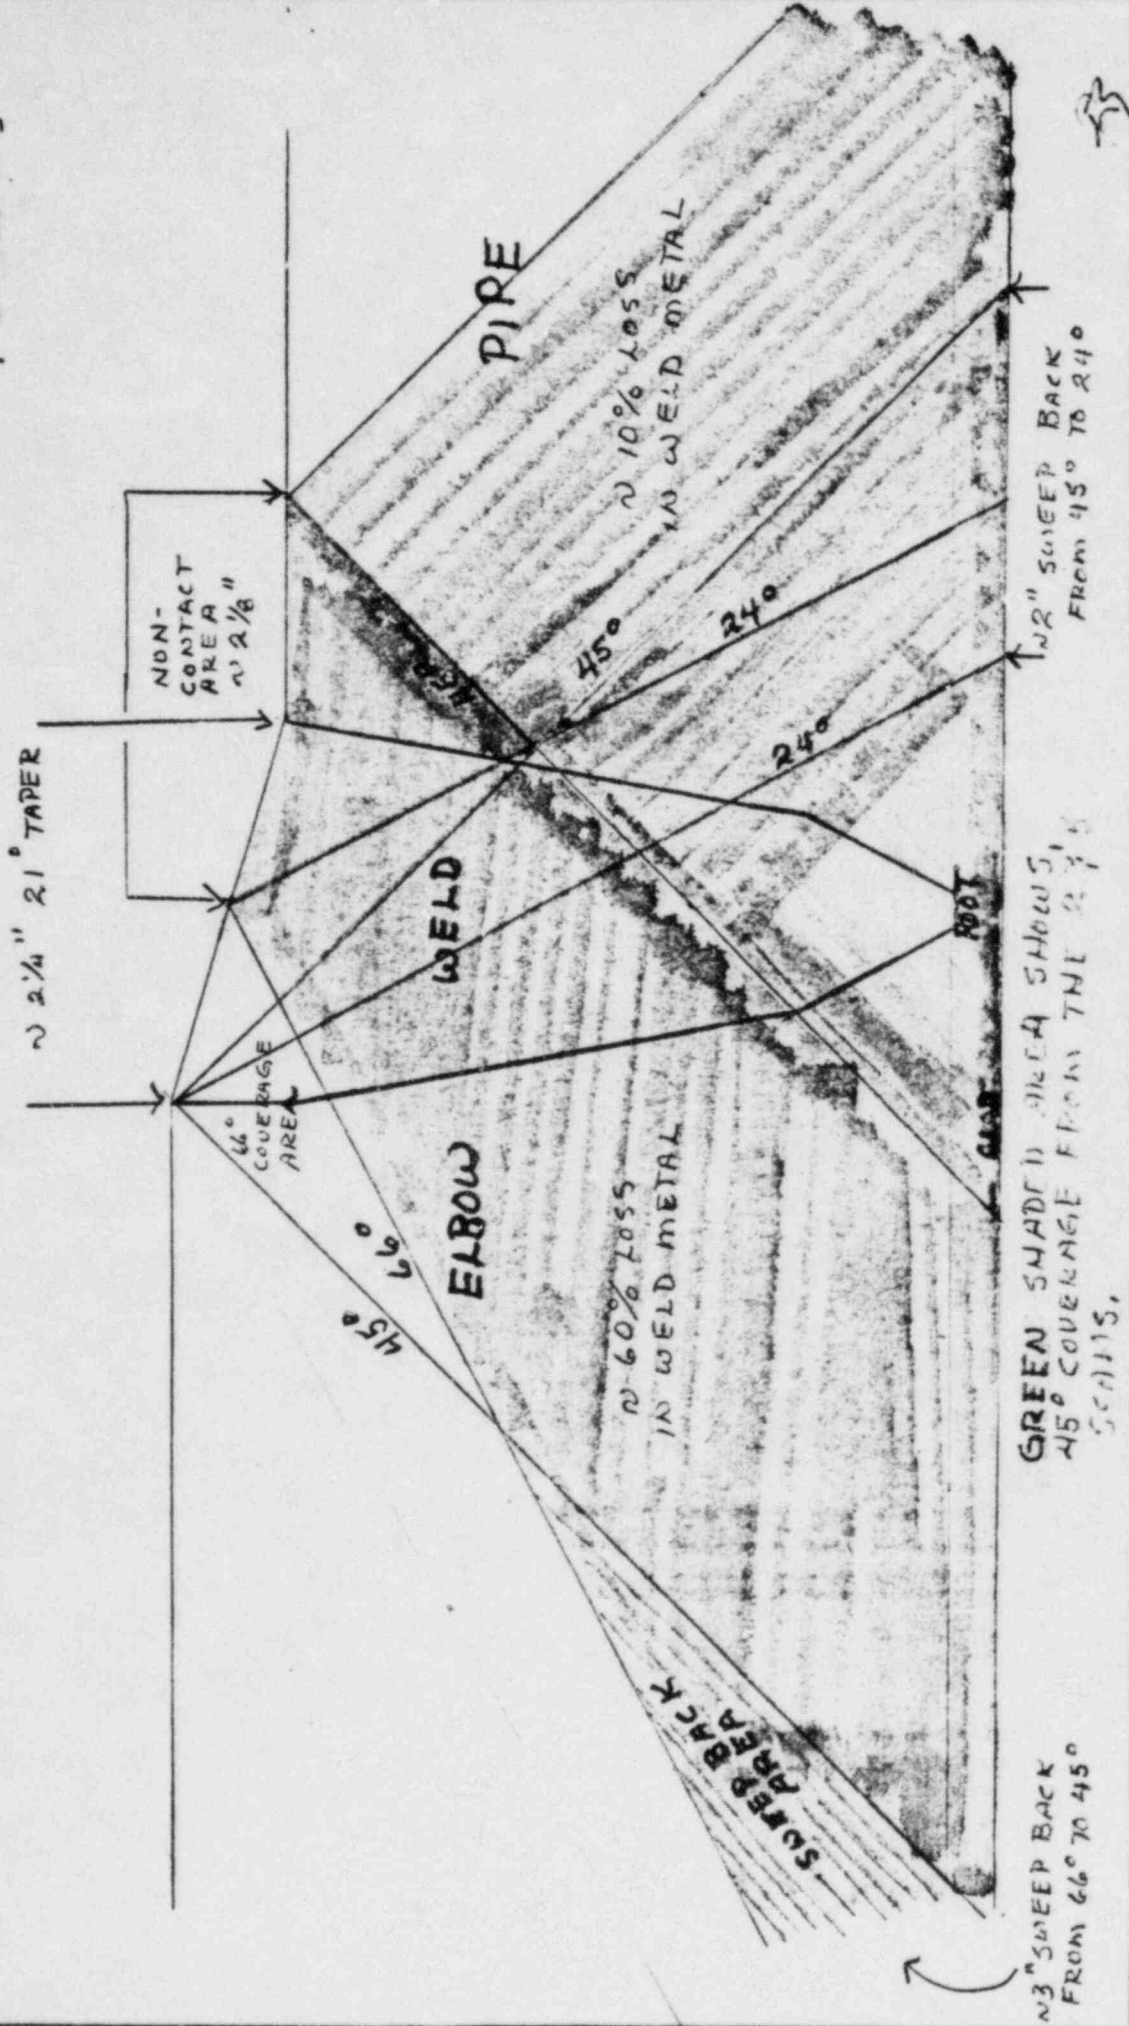 ~ 2¼" 21° TAPER
NON-
CONTACT
AREA
~ 2⅛"
66°
COVERAGE
AREA
WELD
PIPE
ELBOW
45°
66°
45°
24°
24°
~ 10% LOSS
IN WELD METAL
~ 60% LOSS
IN WELD METAL
SWEEP BACK
AREA
ROOT
~3" SWEEP BACK
FROM 66° TO 45°
GREEN SHADED AREA SHOWS
45° COVERAGE FROM THE
SCANS.
~2" SWEEP BACK
FROM 45° TO 24°